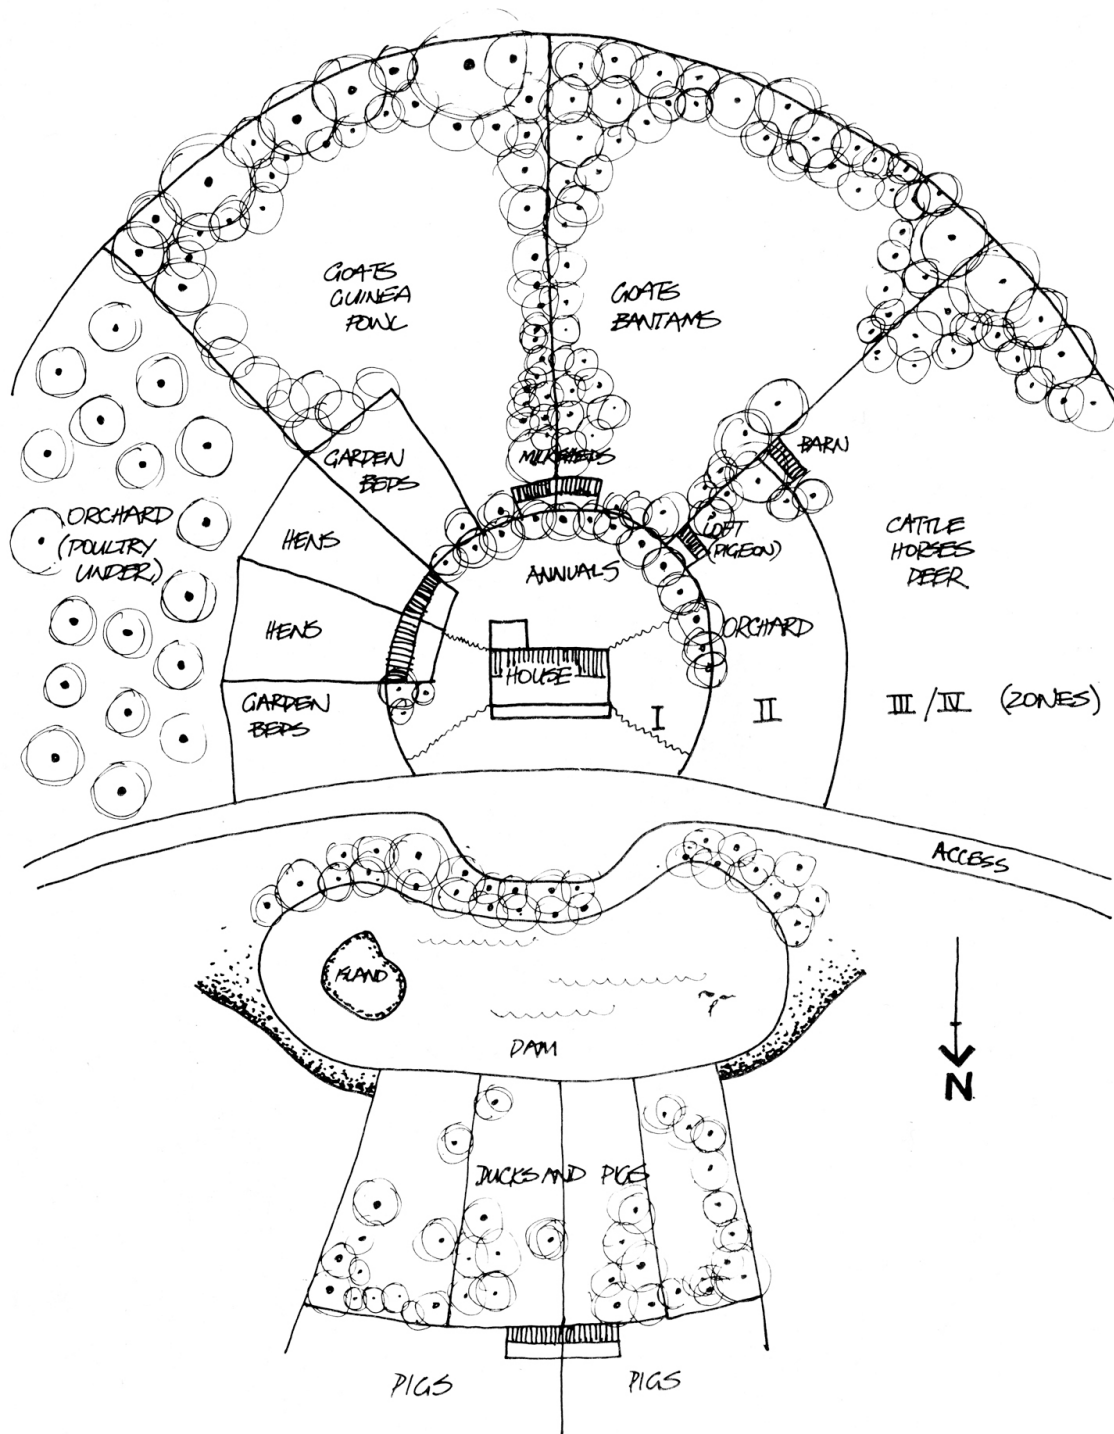 GOATS
GUINEA
FOWL
GOATS
BANTAMS
GARDEN
BEDS
MILKSHEDS
BARN
ORCHARD
(POULTRY
UNDER)
HENS
ANNUALS
LOFT
(PIGEON)
CATTLE
HORSES
DEER
HENS
ORCHARD
HOUSE
GARDEN
BEDS
I
II
III/IV (ZONES)
ACCESS
ISLAND
DAM
N
DUCKS AND PIGS
PIGS
PIGS